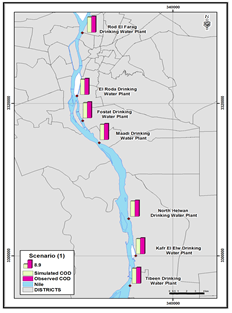 340000
Rod El Farag
Drinking Water Plant
El Roda Drinking
Water Plant
Fostat Drinking
Water Plant
Maadi Drinking
Water Plant
North Helwan
Drinking Water Plant
Kafr El Elw Drinking
Water Plant
Tibeen Drinking
Water Plant
Scenario (1)
8.9
Simulated COD
Observed COD
Nile
DISTRICTS
340000